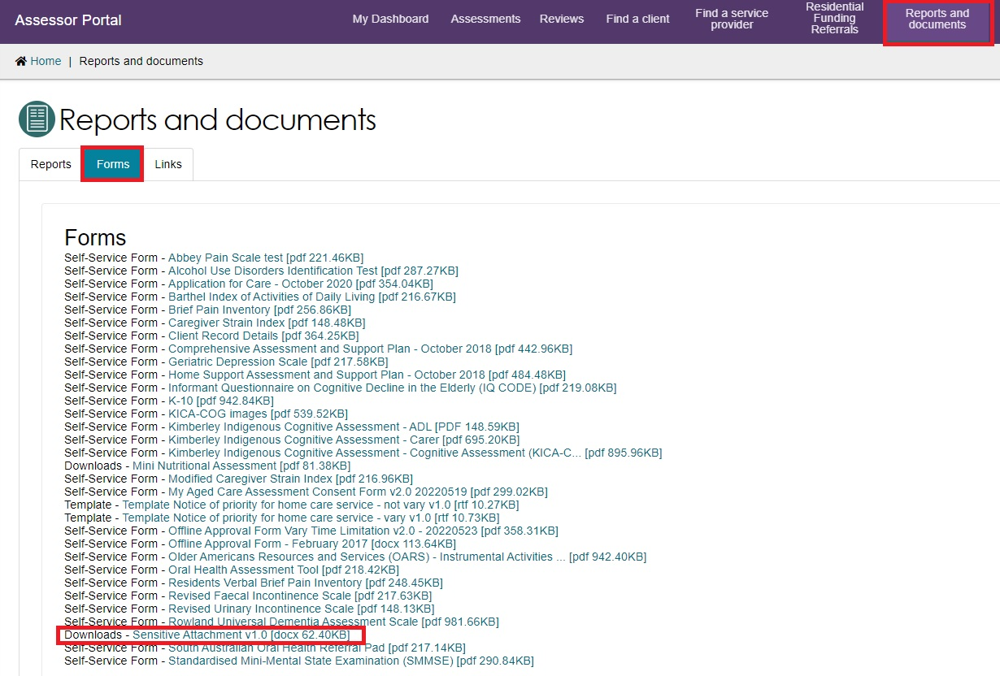 Assessor Portal
My Dashboard
Assessments
Reviews
Find a client
Find a service
provider
Residential
Funding
Referrals
Reports and
documents
Home | Reports and documents
Reports and documents
Reports
Forms
Links
Forms
Self-Service Form - Abbey Pain Scale test [pdf 221.46KB]
Self-Service Form - Alcohol Use Disorders Identification Test [pdf 287.27KB]
Self-Service Form - Application for Care - October 2020 [pdf 354.04KB]
Self-Service Form - Barthel Index of Activities of Daily Living [pdf 216.67KB]
Self-Service Form - Brief Pain Inventory [pdf 256.86KB]
Self-Service Form - Caregiver Strain Index [pdf 148.48KB]
Self-Service Form - Client Record Details [pdf 364.25KB]
Self-Service Form - Comprehensive Assessment and Support Plan - October 2018 [pdf 442.96KB]
Self-Service Form - Geriatric Depression Scale [pdf 217.58KB]
Self-Service Form - Home Support Assessment and Support Plan - October 2018 [pdf 484.48KB]
Self-Service Form - Informant Questionnaire on Cognitive Decline in the Elderly (IQ CODE) [pdf 219.08KB]
Self-Service Form - K-10 [pdf 942.84KB]
Self-Service Form - KICA-COG images [pdf 539.52KB]
Self-Service Form - Kimberley Indigenous Cognitive Assessment - ADL [PDF 148.59KB]
Self-Service Form - Kimberley Indigenous Cognitive Assessment - Carer [pdf 695.20KB]
Self-Service Form - Kimberley Indigenous Cognitive Assessment - Cognitive Assessment (KICA-C... [pdf 895.96KB]
Downloads - Mini Nutritional Assessment [pdf 81.38KB]
Self-Service Form - Modified Caregiver Strain Index [pdf 216.96KB]
Self-Service Form - My Aged Care Assessment Consent Form v2.0 20220519 [pdf 299.02KB]
Template - Template Notice of priority for home care service - not vary v1.0 [rtf 10.27KB]
Template - Template Notice of priority for home care service - vary v1.0 [rtf 10.73KB]
Self-Service Form - Offline Approval Form Vary Time Limitation v2.0 - 20220523 [pdf 358.31KB]
Self-Service Form - Offline Approval Form - February 2017 [docx 113.64KB]
Self-Service Form - Older Americans Resources and Services (OARS) - Instrumental Activities ... [pdf 942.40KB]
Self-Service Form - Oral Health Assessment Tool [pdf 218.42KB]
Self-Service Form - Residents Verbal Brief Pain Inventory [pdf 248.45KB]
Self-Service Form - Revised Faecal Incontinence Scale [pdf 217.63KB]
Self-Service Form - Revised Urinary Incontinence Scale [pdf 148.13KB]
Self-Service Form - Rowland Universal Dementia Assessment Scale [pdf 981.66KB]
Downloads - Sensitive Attachment v1.0 [docx 62.40KB]
Self-Service Form - South Australian Oral Health Referral Pad [pdf 217.14KB]
Self-Service Form - Standardised Mini-Mental State Examination (SMMSE) [pdf 290.84KB]